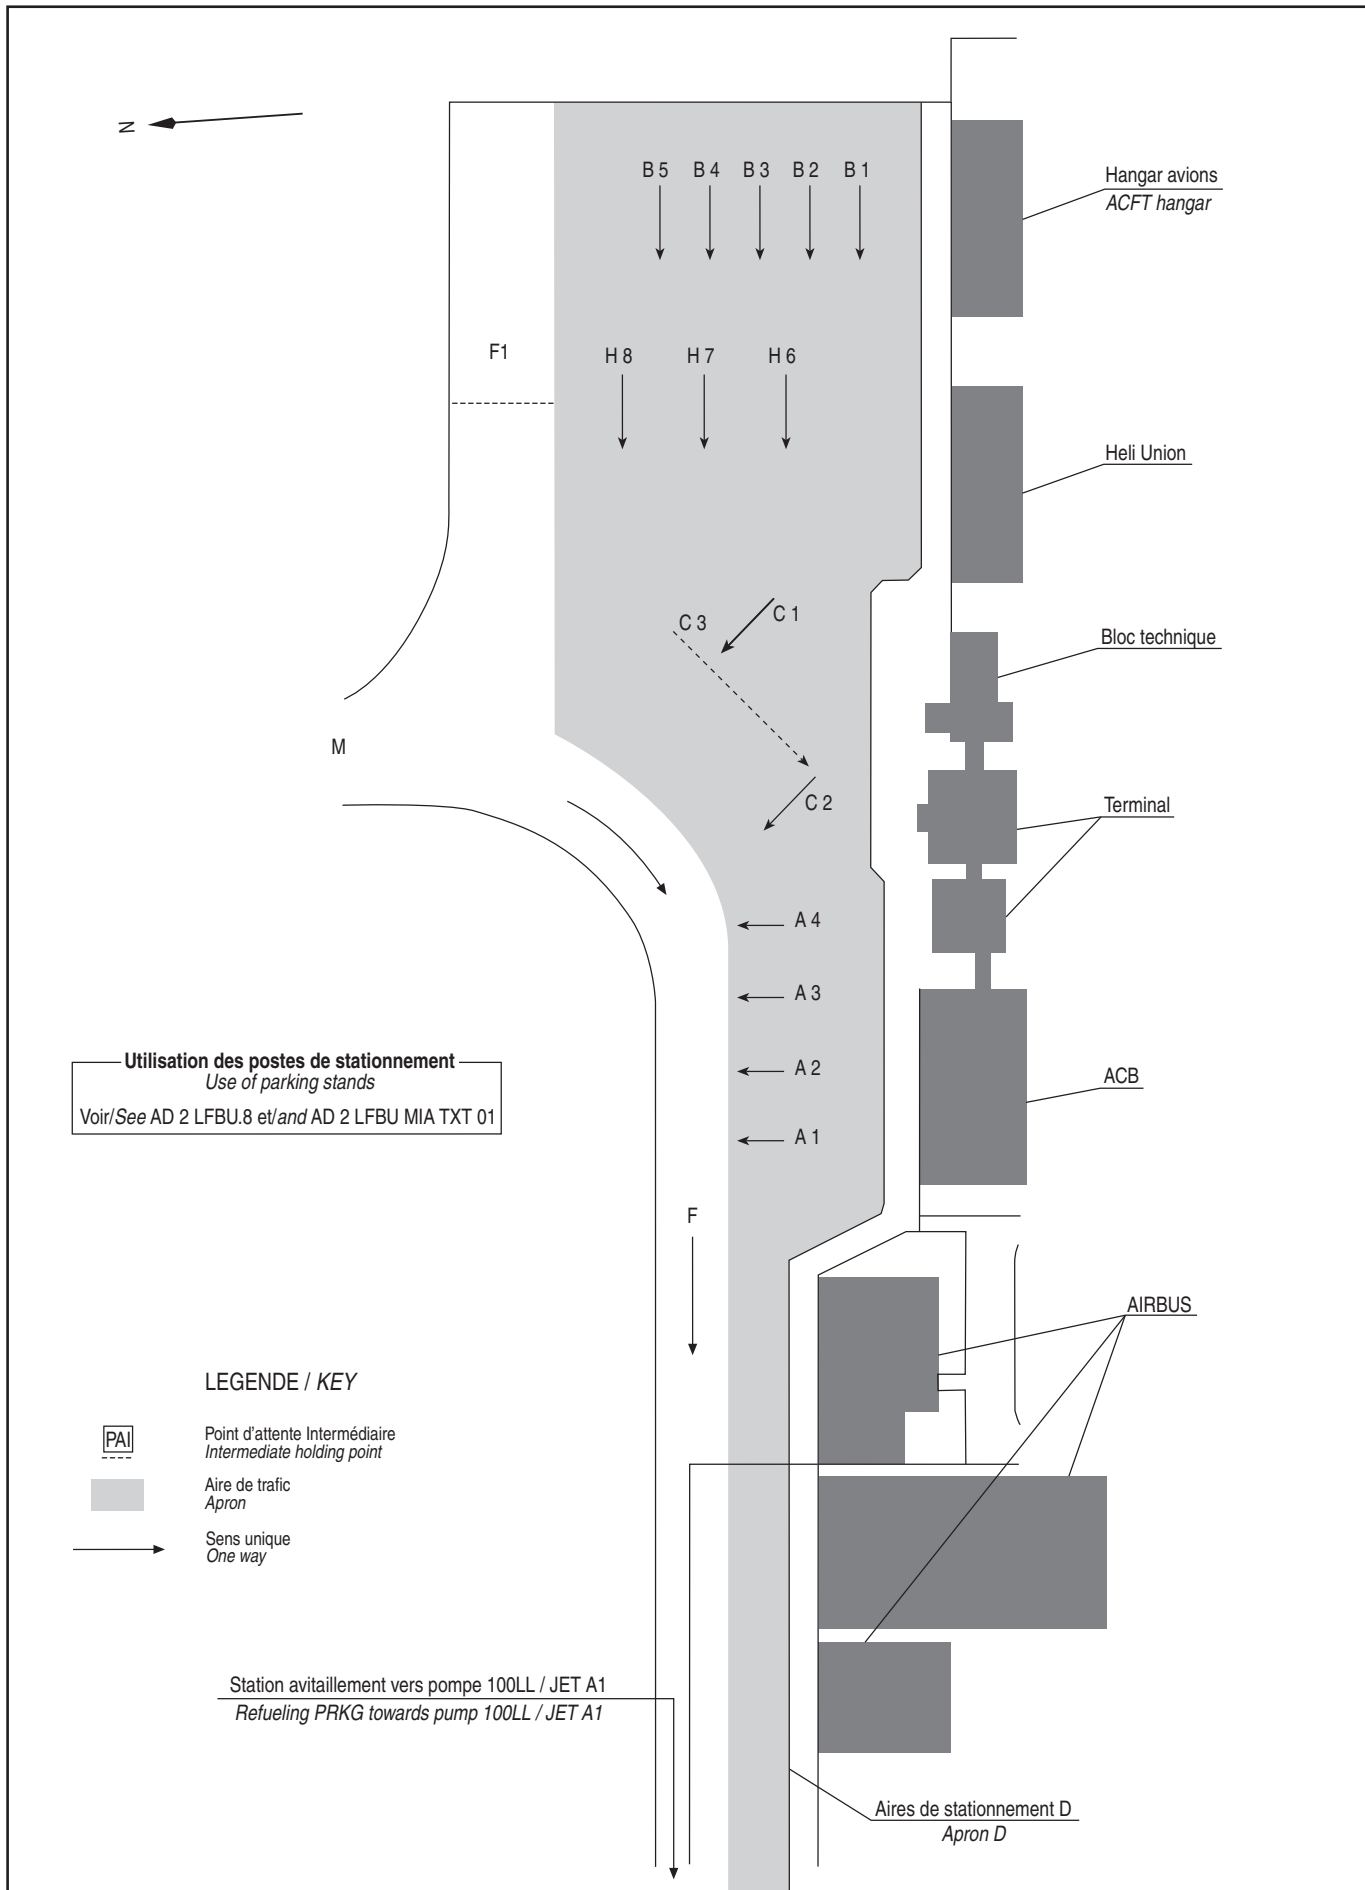 N
B 5 B 4 B 3 B 2 B 1
Hangar avions
ACFT hangar
F1
H 8 H 7 H 6
Heli Union
C 3
C 1
Bloc technique
M
C 2
Terminal
A 4
A 3
Utilisation des postes de stationnement
Use of parking stands
Voir/See AD 2 LFBU.8 et/and AD 2 LFBU MIA TXT 01
A 2
ACB
A 1
F
AIRBUS
LEGENDE / KEY
PAI
Point d'attente Intermédiaire
Intermediate holding point
Aire de trafic
Apron
Sens unique
One way
Station avitaillement vers pompe 100LL / JET A1
Refueling PRKG towards pump 100LL / JET A1
Aires de stationnement D
Apron D